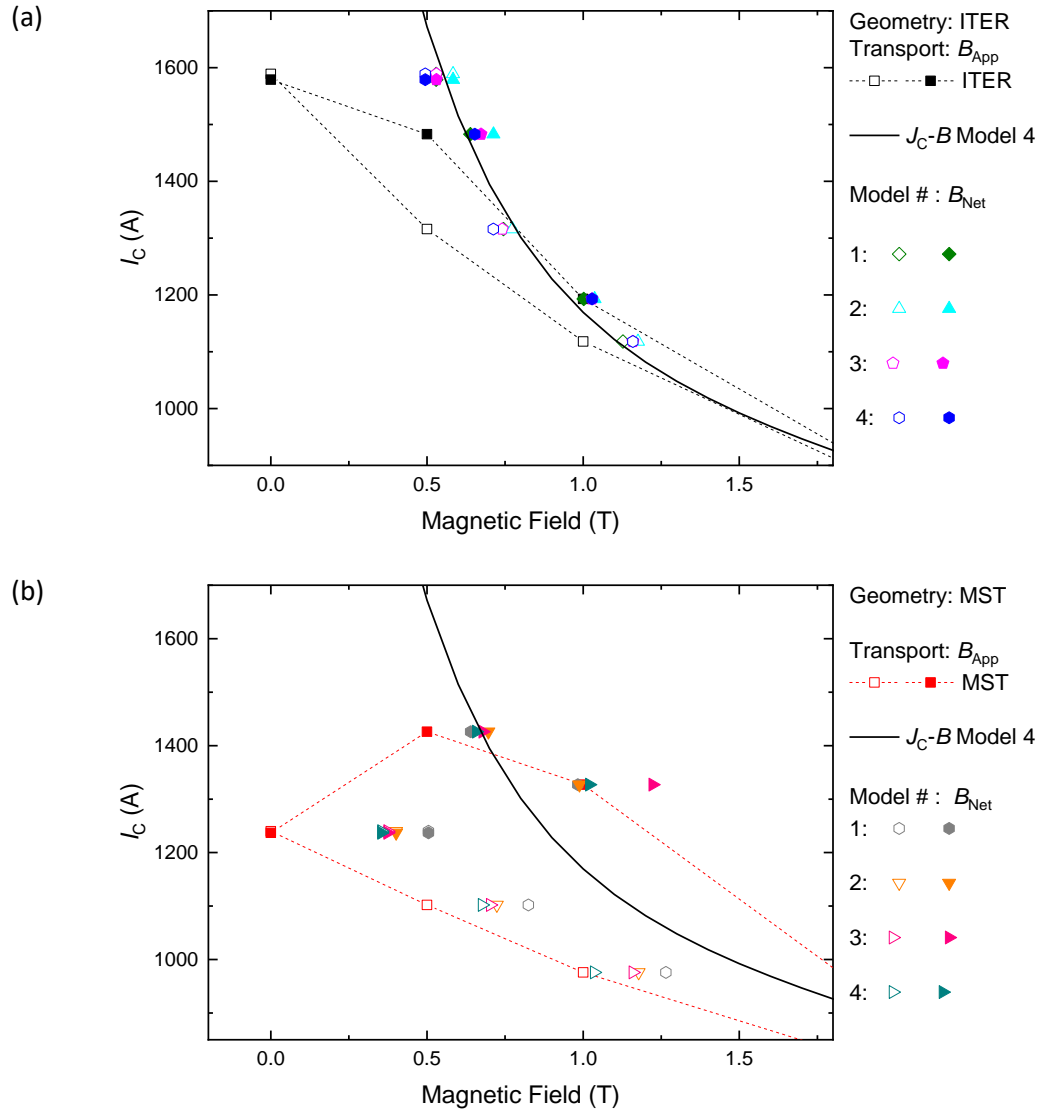 (a)
Geometry: ITER
Transport: B_App
ITER
J_C-B Model 4
Model # : B_Net
1:
2:
3:
4:
I_C (A)
1600
1400
1200
1000
0.0 0.5 1.0 1.5
Magnetic Field (T)
(b)
Geometry: MST
Transport: B_App
MST
J_C-B Model 4
Model # : B_Net
1:
2:
3:
4:
I_C (A)
1600
1400
1200
1000
0.0 0.5 1.0 1.5
Magnetic Field (T)